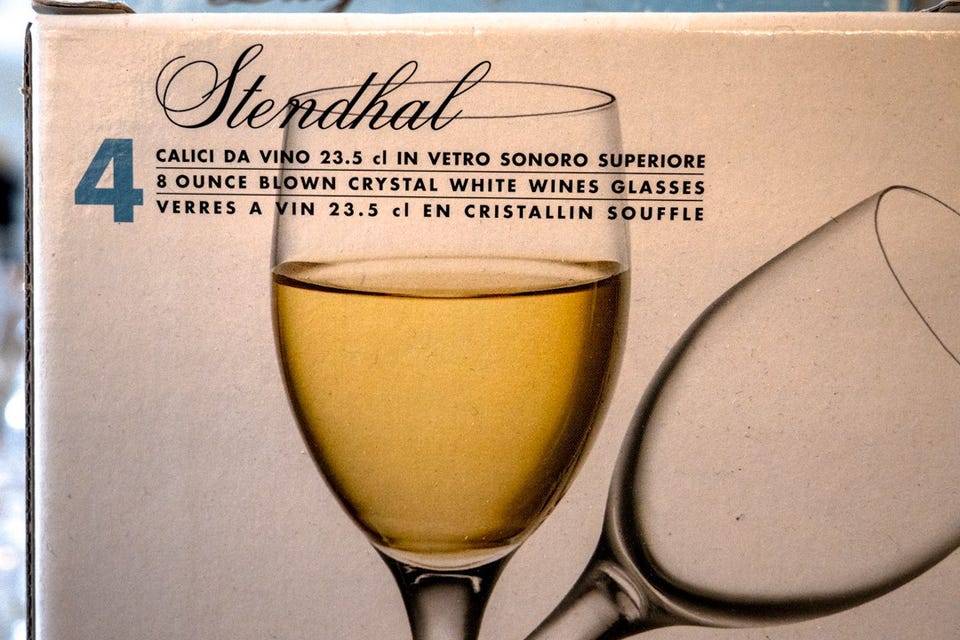 Stendhal
4
CALICI DA VINO 23.5 cl IN VETRO SONORO SUPERIORE
8 OUNCE BLOWN CRYSTAL WHITE WINES GLASSES
VERRES A VIN 23.5 cl EN CRISTALLIN SOUFFLE